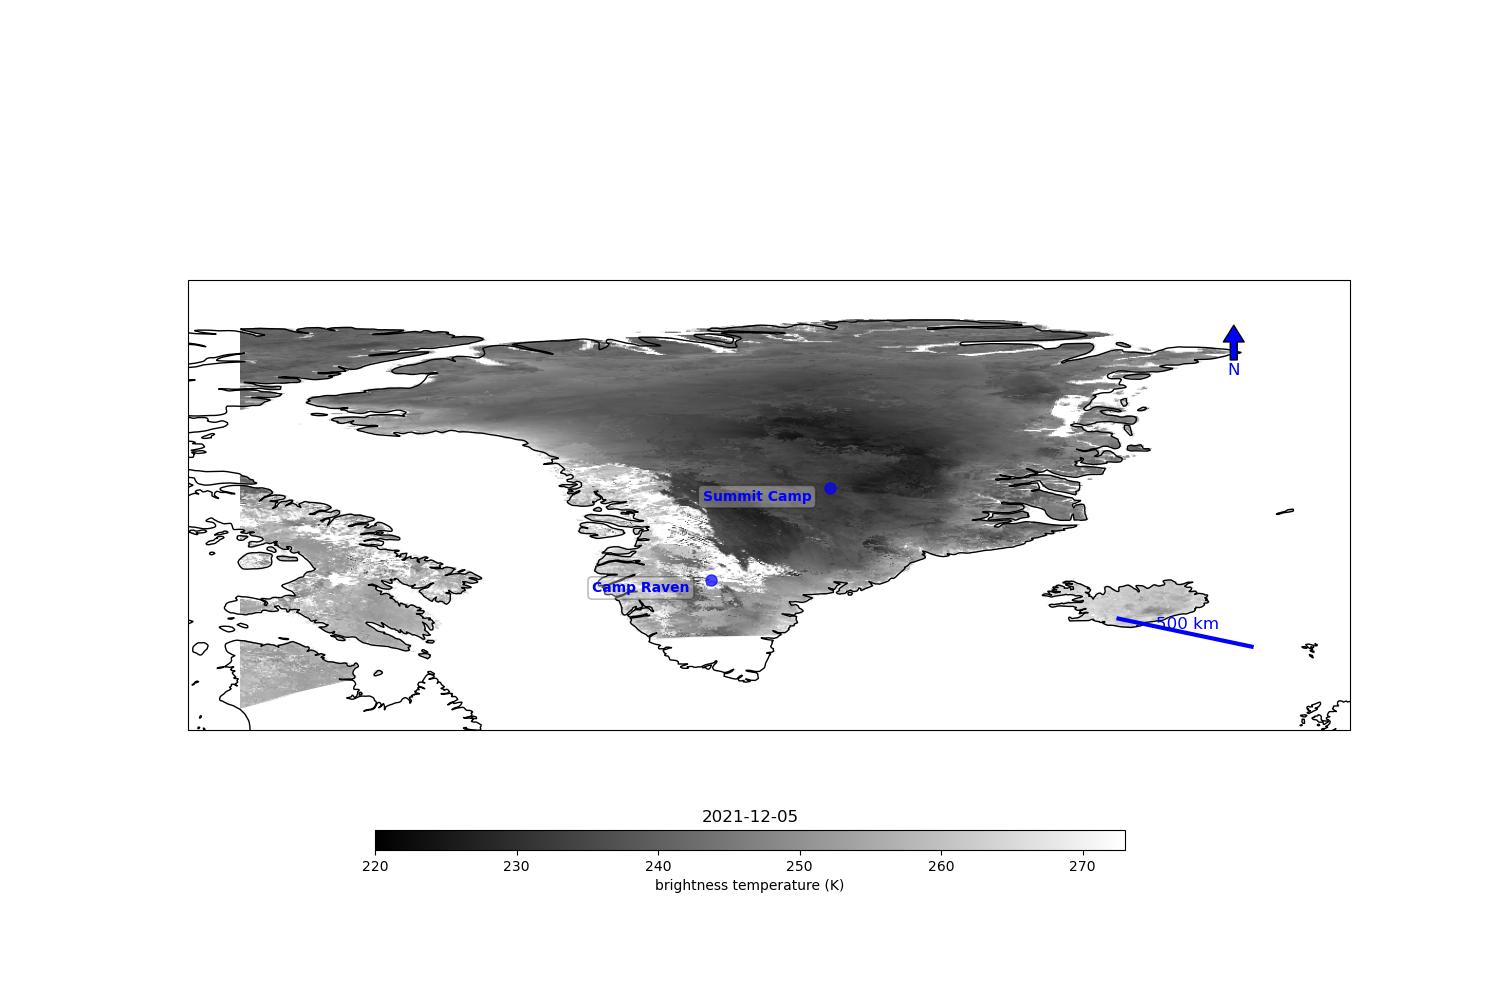 N
Summit Camp
Camp Raven
500 km
2021-12-05
220 230 240 250 260 270
brightness temperature (K)